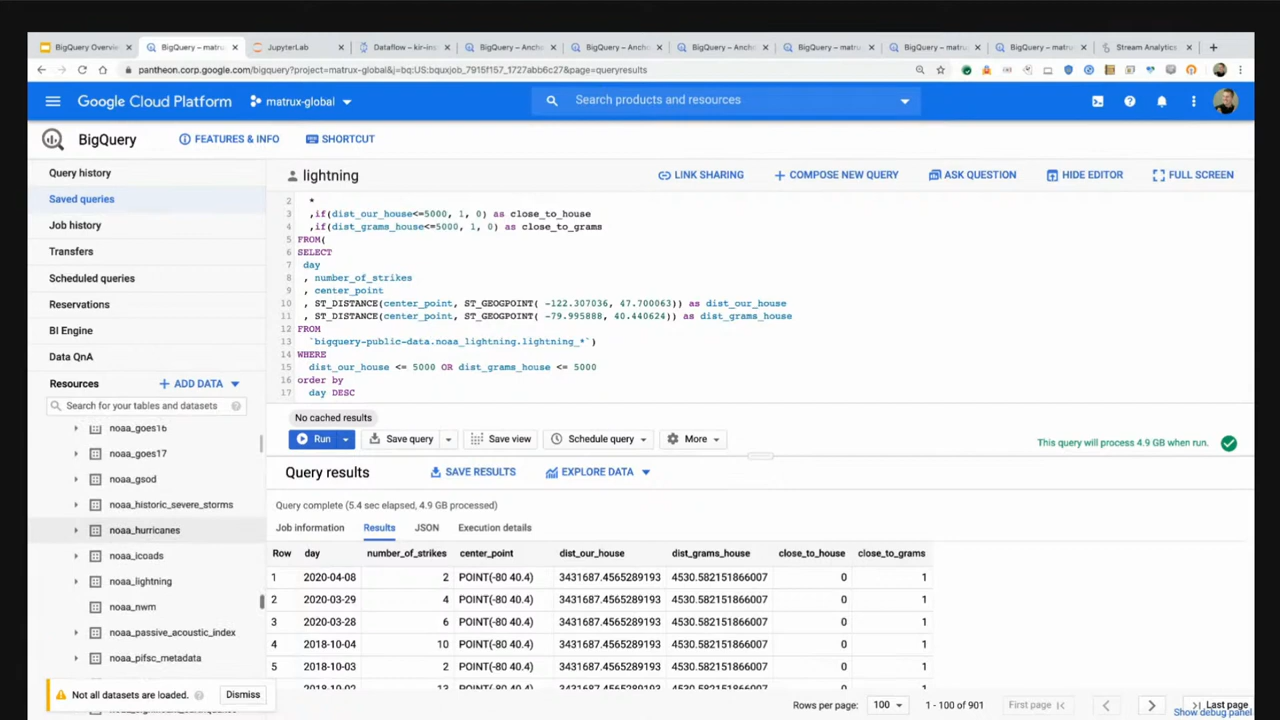 BigQuery Overvie
BigQuery – matrux
JupyterLab
Dataflow – kir-ins
BigQuery – Ancho
BigQuery – Ancho
BigQuery – Ancho
BigQuery – matrux
BigQuery – matrux
BigQuery – matrux
Stream Analytics
pantheon.corp.google.com/bigquery?project=matrux-global&j=bq:US:bquxjob_7915f157_1727abb6c27&page=queryresults
Google Cloud Platform
matrux-global
Search products and resources
BigQuery
FEATURES & INFO
SHORTCUT
Query history
Saved queries
Job history
Transfers
Scheduled queries
Reservations
BI Engine
Data QnA
Resources
+ ADD DATA
Search for your tables and datasets
noaa_goes16
noaa_goes17
noaa_gsod
noaa_historic_severe_storms
noaa_hurricanes
noaa_icoads
noaa_lightning
noaa_nwm
noaa_passive_acoustic_index
noaa_pifsc_metadata
Not all datasets are loaded.
Dismiss
lightning
LINK SHARING
+ COMPOSE NEW QUERY
ASK QUESTION
HIDE EDITOR
FULL SCREEN
2 *
3 ,if(dist_our_house<=5000, 1, 0) as close_to_house
4 ,if(dist_grams_house<=5000, 1, 0) as close_to_grams
5 FROM(
6 SELECT
7 day
8 , number_of_strikes
9 , center_point
10 , ST_DISTANCE(center_point, ST_GEOGPOINT( -122.307036, 47.700063)) as dist_our_house
11 , ST_DISTANCE(center_point, ST_GEOGPOINT( -79.995888, 40.440624)) as dist_grams_house
12 FROM
13 `bigquery-public-data.noaa_lightning.lightning_*`)
14 WHERE
15 dist_our_house <= 5000 OR dist_grams_house <= 5000
16 order by
17 day DESC
No cached results
Run
Save query
Save view
Schedule query
More
This query will process 4.9 GB when run.
Query results
SAVE RESULTS
EXPLORE DATA
Query complete (5.4 sec elapsed, 4.9 GB processed)
Job information Results JSON Execution details
Row day number_of_strikes center_point dist_our_house dist_grams_house close_to_house close_to_grams
1 2020-04-08 2 POINT(-80 40.4) 3431687.4565289193 4530.582151866007 0 1
2 2020-03-29 4 POINT(-80 40.4) 3431687.4565289193 4530.582151866007 0 1
3 2020-03-28 6 POINT(-80 40.4) 3431687.4565289193 4530.582151866007 0 1
4 2018-10-04 10 POINT(-80 40.4) 3431687.4565289193 4530.582151866007 0 1
5 2018-10-03 2 POINT(-80 40.4) 3431687.4565289193 4530.582151866007 0 1
Rows per page: 100 1 - 100 of 901 First page Last page
Show debug panel